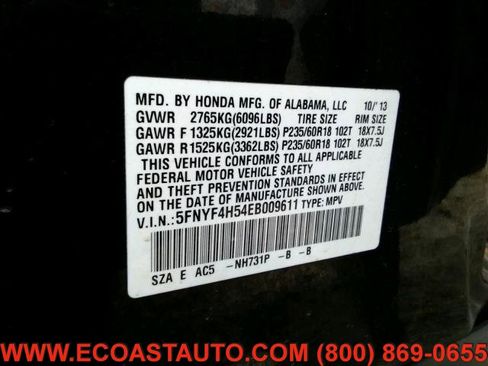 MFD. BY HONDA MFG. OF ALABAMA, LLC 10/'13
GVWR 2765KG(6096LBS) TIRE SIZE RIM SIZE
GAWR F 1325KG(2921LBS) P235/60R18 102T 18X7.5J
GAWR R1525KG(3362LBS) P235/60R18 102T 18X7.5J
THIS VEHICLE CONFORMS TO ALL APPLICABLE
FEDERAL MOTOR VEHICLE SAFETY
AND THEFT PREVENTION STANDARDS IN EFFECT
ON THE DATE OF MANUFACTURE SHOWN ABOVE.
V.I.N.:5FNYF4H54EB009611 TYPE: MPV
SZA E AC5 -NH731P -B -B
WWW.ECOASTAUTO.COM (800) 869-0655